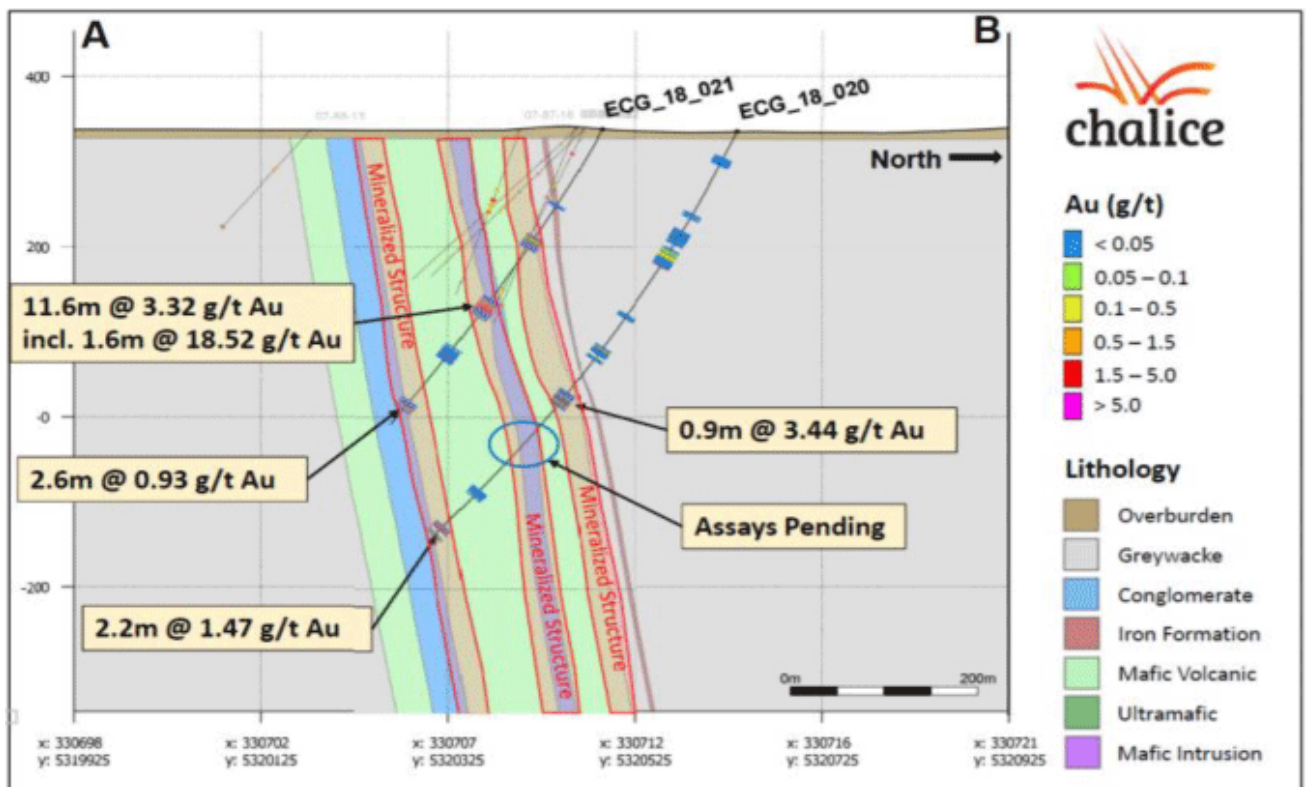 A
B
ECG_18_021
ECG_18_020
chalice
North
400
200
-0
-200
Mineralized Structure
Mineralized Structure
Mineralized Structure
11.6m @ 3.32 g/t Au
incl. 1.6m @ 18.52 g/t Au
2.6m @ 0.93 g/t Au
2.2m @ 1.47 g/t Au
0.9m @ 3.44 g/t Au
Assays Pending
0m 200m
x: 330698
y: 5319925
x: 330702
y: 5320125
x: 330707
y: 5320325
x: 330712
y: 5320525
x: 330716
y: 5320725
x: 330721
y: 5320925
Au (g/t)
< 0.05
0.05 – 0.1
0.1 – 0.5
0.5 – 1.5
1.5 – 5.0
> 5.0
Lithology
Overburden
Greywacke
Conglomerate
Iron Formation
Mafic Volcanic
Ultramafic
Mafic Intrusion